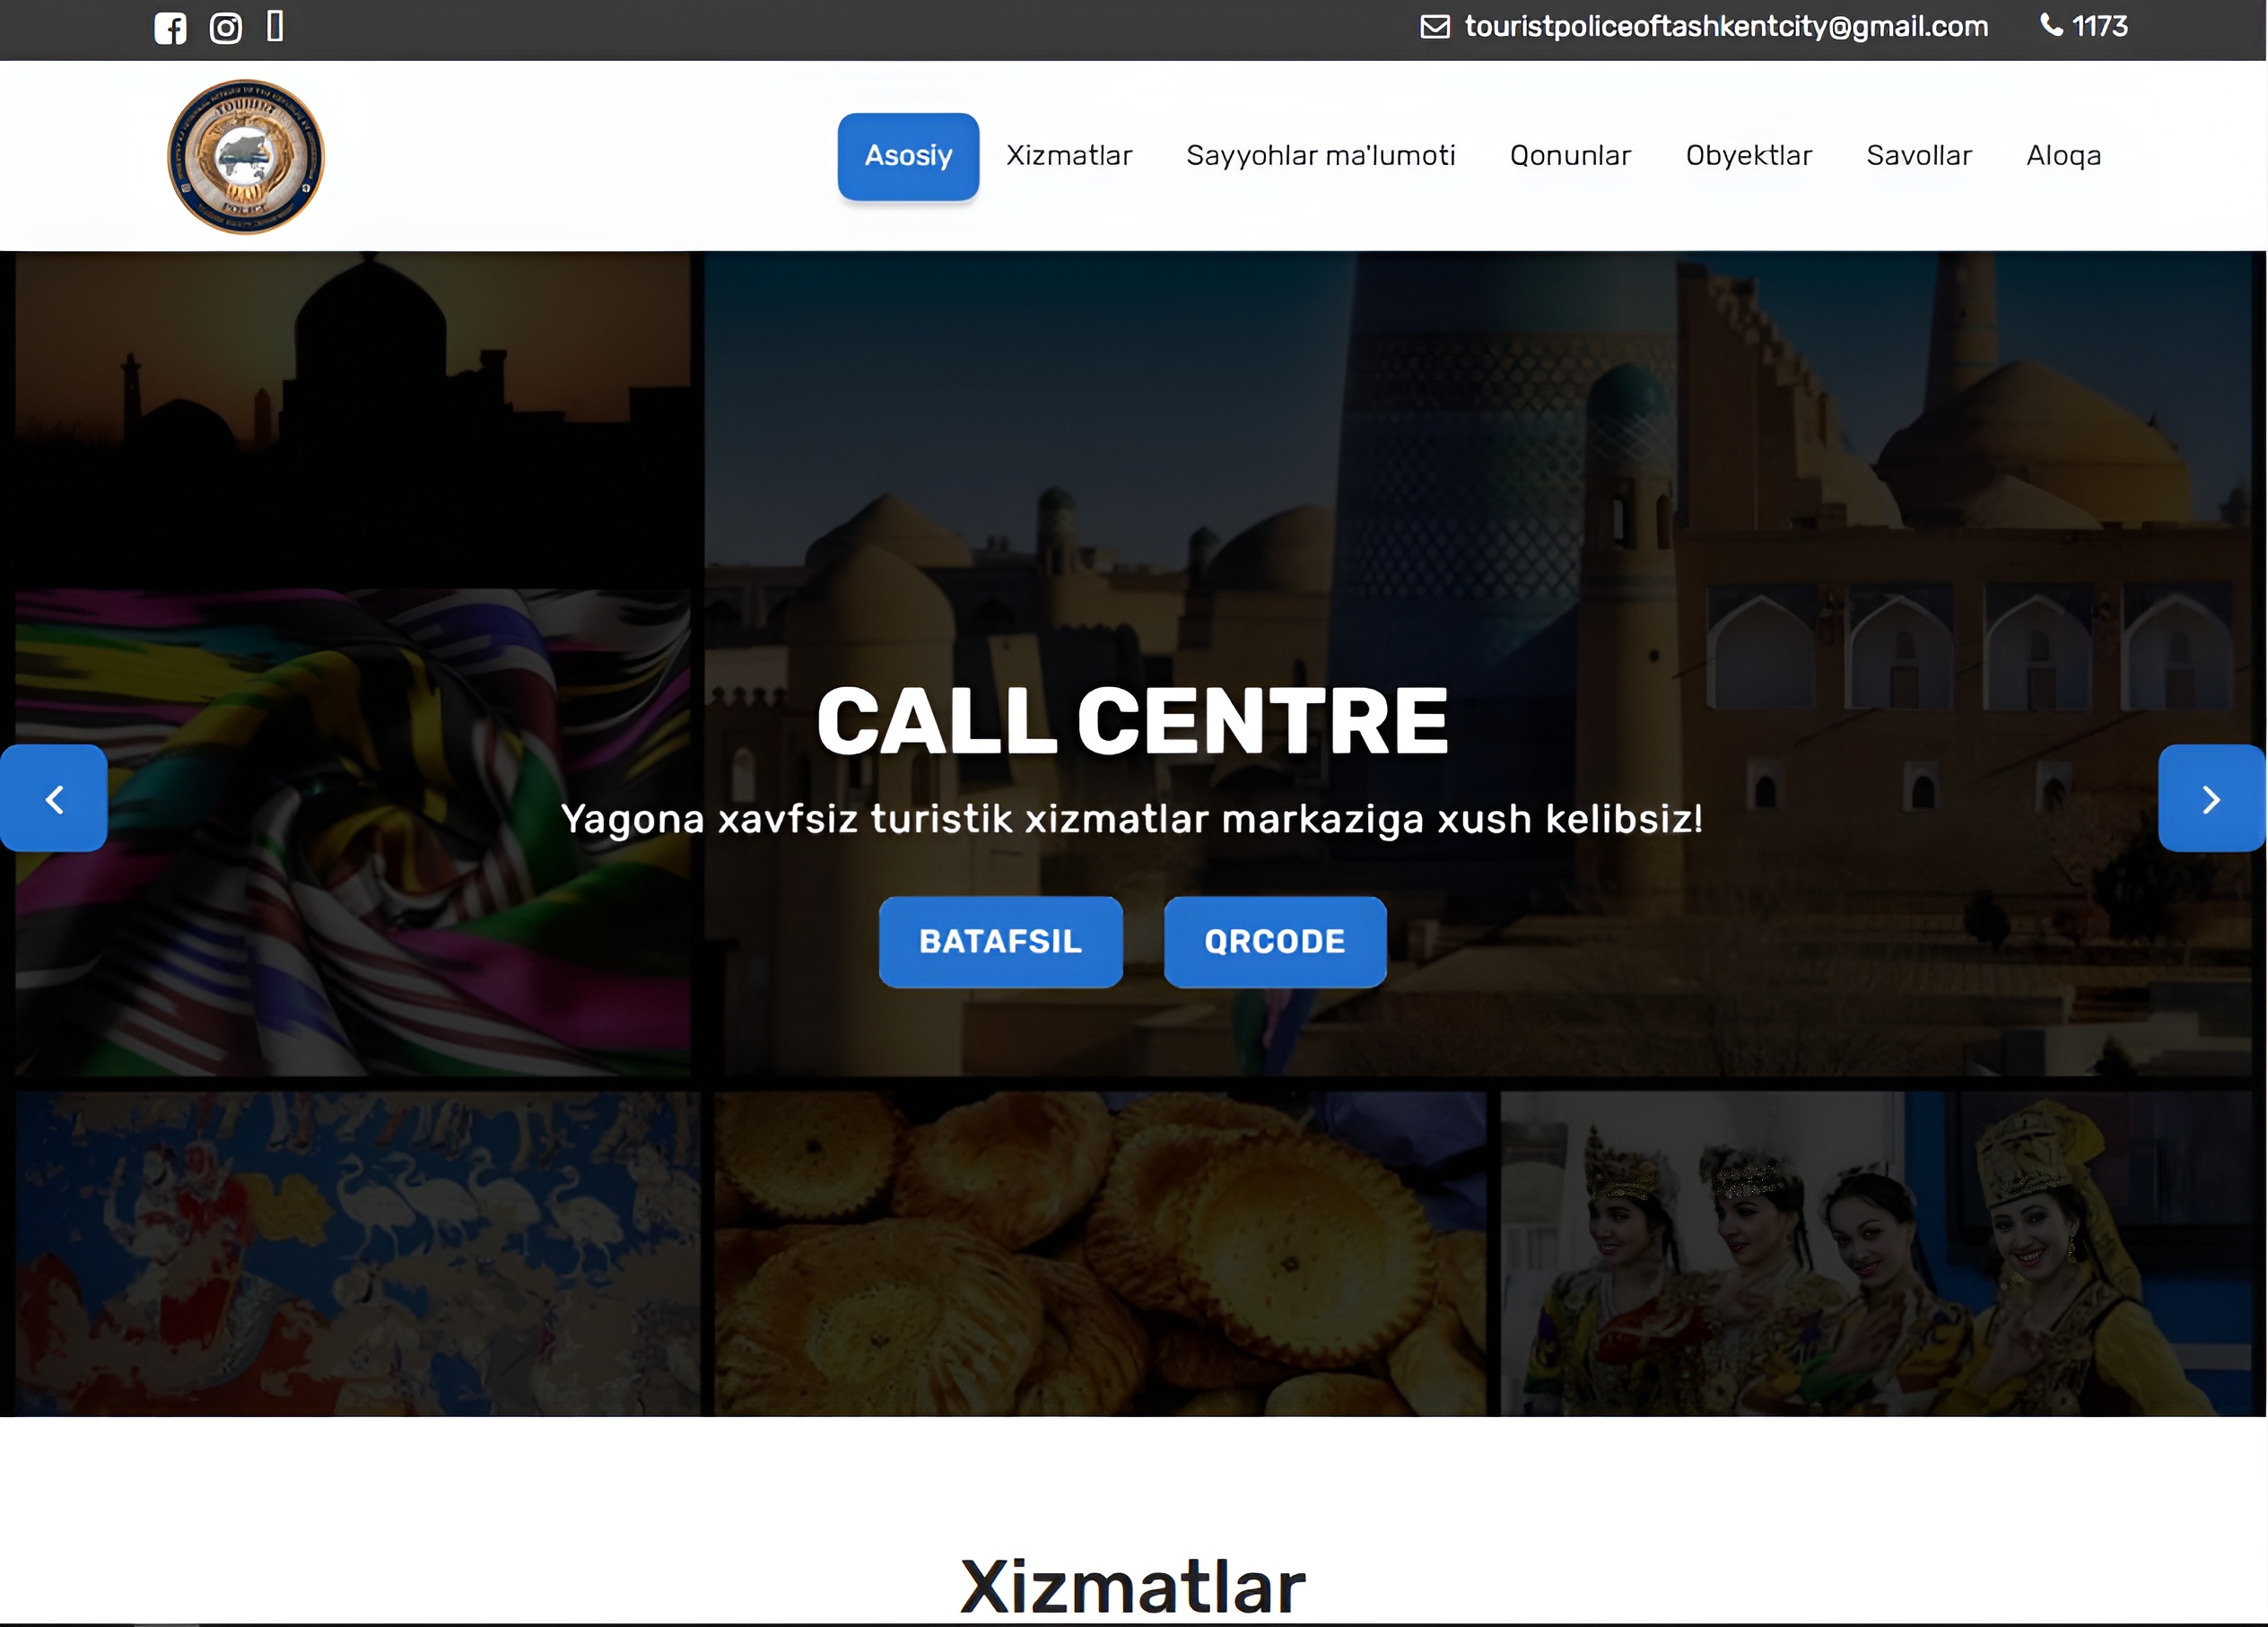 touristpoliceoftashkentcity@gmail.com 1173
TOURIST
POLICE
Asosiy Xizmatlar Sayyohlar ma'lumoti Qonunlar Obyektlar Savollar Aloqa
CALL CENTRE
Yagona xavfsiz turistik xizmatlar markaziga xush kelibsiz!
BATAFSIL QRCODE
Xizmatlar